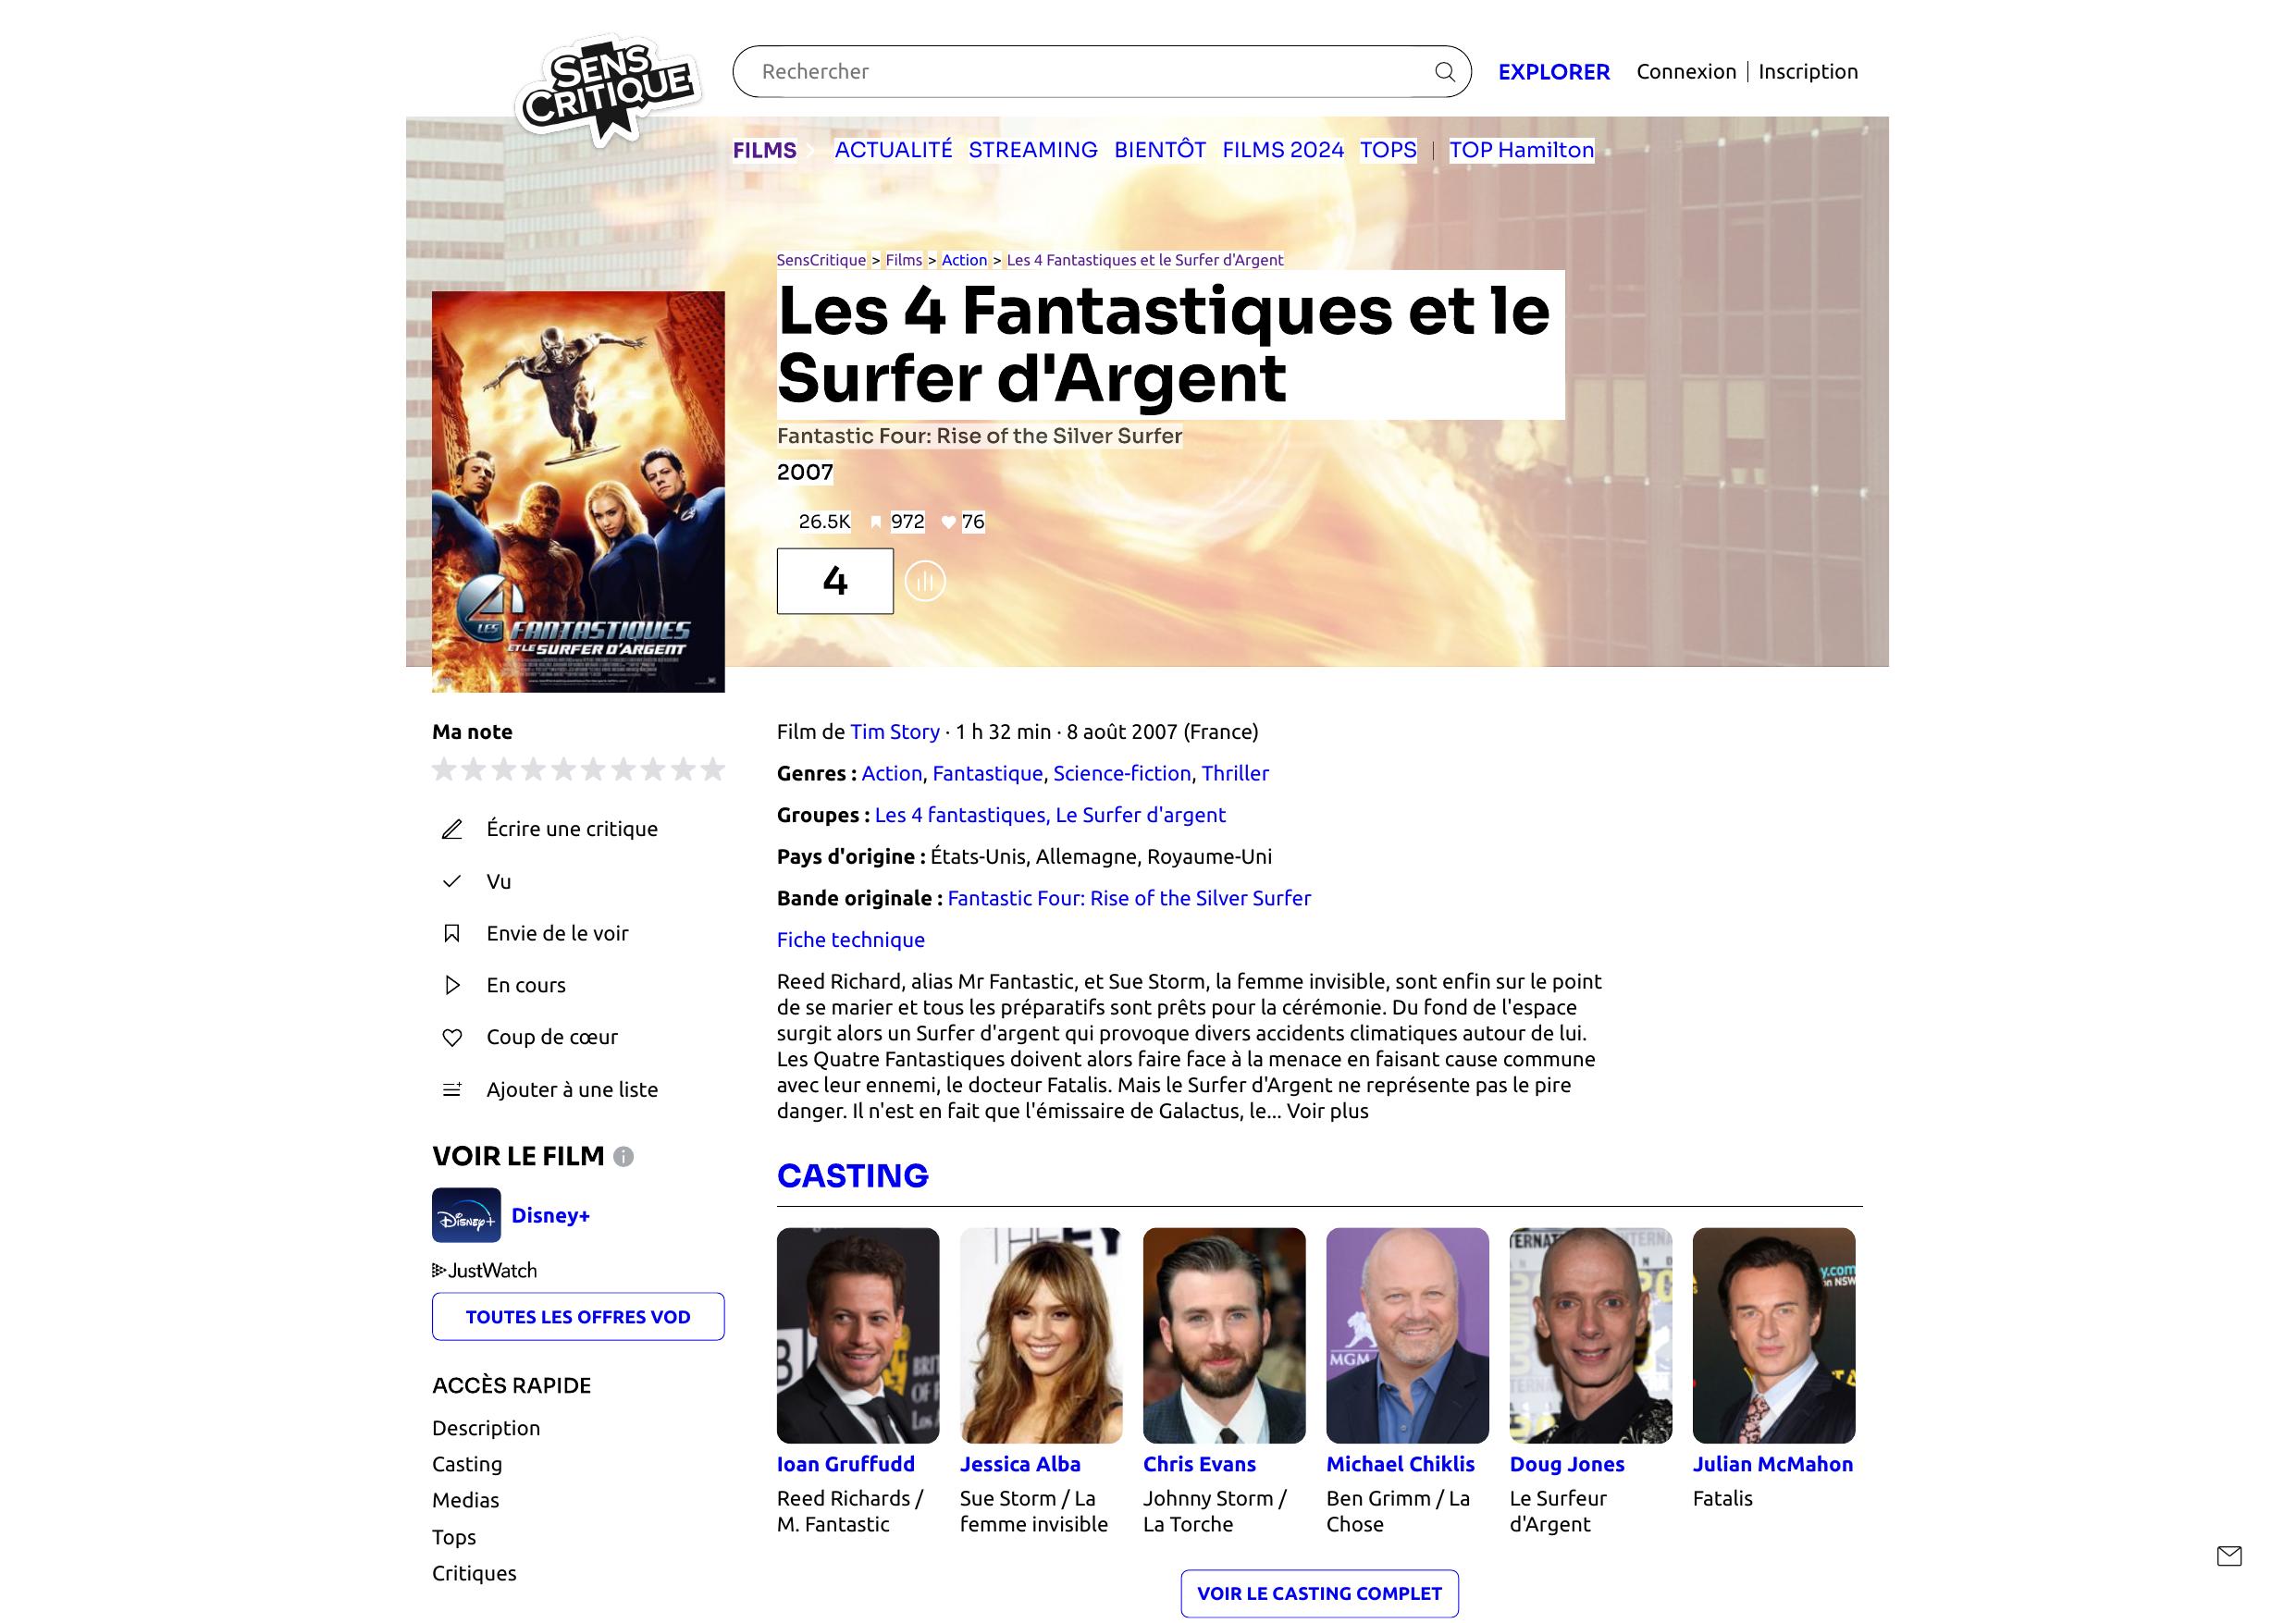 SENS
CRITIQUE
Rechercher
EXPLORER
Connexion | Inscription
FILMS
ACTUALITÉ
STREAMING
BIENTÔT
FILMS 2024
TOPS
|
TOP Hamilton
SensCritique > Films > Action > Les 4 Fantastiques et le Surfer d'Argent
Les 4 Fantastiques et le
Surfer d'Argent
Fantastic Four: Rise of the Silver Surfer
2007
26.5K
972
76
4
4
LES FANTASTIQUES
ET LE SURFER D'ARGENT
Ma note
Écrire une critique
Vu
Envie de le voir
En cours
Coup de cœur
Ajouter à une liste
VOIR LE FILM
Disney+
Disney+
JustWatch
TOUTES LES OFFRES VOD
ACCÈS RAPIDE
Description
Casting
Medias
Tops
Critiques
Film de Tim Story · 1 h 32 min · 8 août 2007 (France)
Genres : Action, Fantastique, Science-fiction, Thriller
Groupes : Les 4 fantastiques, Le Surfer d'argent
Pays d'origine : États-Unis, Allemagne, Royaume-Uni
Bande originale : Fantastic Four: Rise of the Silver Surfer
Fiche technique
Reed Richard, alias Mr Fantastic, et Sue Storm, la femme invisible, sont enfin sur le point
de se marier et tous les préparatifs sont prêts pour la cérémonie. Du fond de l'espace
surgit alors un Surfer d'argent qui provoque divers accidents climatiques autour de lui.
Les Quatre Fantastiques doivent alors faire face à la menace en faisant cause commune
avec leur ennemi, le docteur Fatalis. Mais le Surfer d'Argent ne représente pas le pire
danger. Il n'est en fait que l'émissaire de Galactus, le... Voir plus
CASTING
MGM
Ioan Gruffudd
Reed Richards /
M. Fantastic
Jessica Alba
Sue Storm / La
femme invisible
Chris Evans
Johnny Storm /
La Torche
Michael Chiklis
Ben Grimm / La
Chose
Doug Jones
Le Surfeur
d'Argent
Julian McMahon
Fatalis
VOIR LE CASTING COMPLET